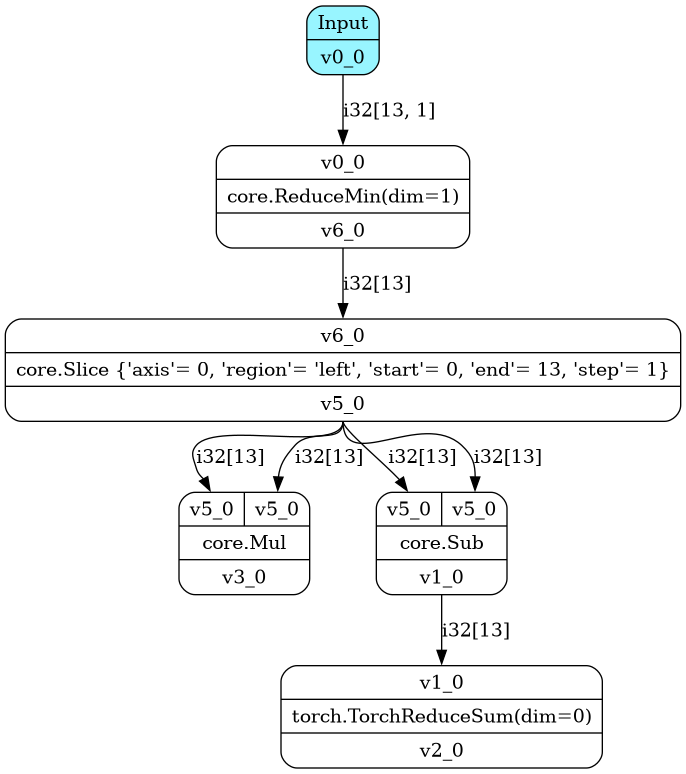 Input
v0_0
i32[13, 1]
v0_0
core.ReduceMin(dim=1)
v6_0
i32[13]
v6_0
core.Slice {'axis'= 0, 'region'= 'left', 'start'= 0, 'end'= 13, 'step'= 1}
v5_0
i32[13] i32[13] i32[13] i32[13]
v5_0 v5_0 v5_0 v5_0
core.Mul core.Sub
v3_0 v1_0
i32[13]
v1_0
torch.TorchReduceSum(dim=0)
v2_0